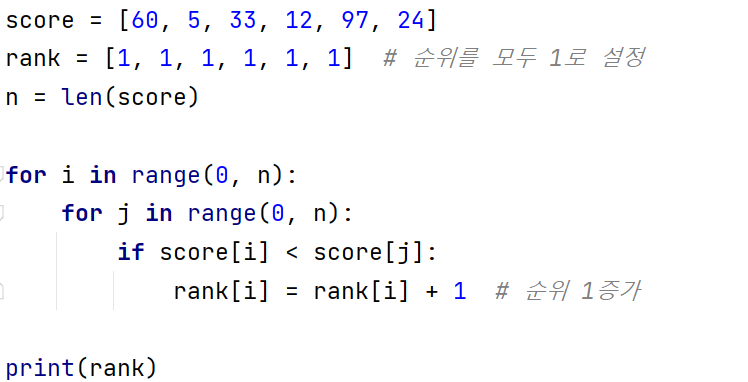 score = [60, 5, 33, 12, 97, 24]
rank = [1, 1, 1, 1, 1, 1]  # 순위를 모두 1로 설정
n = len(score)

for i in range(0, n):
    for j in range(0, n):
        if score[i] < score[j]:
            rank[i] = rank[i] + 1  # 순위 1증가

print(rank)